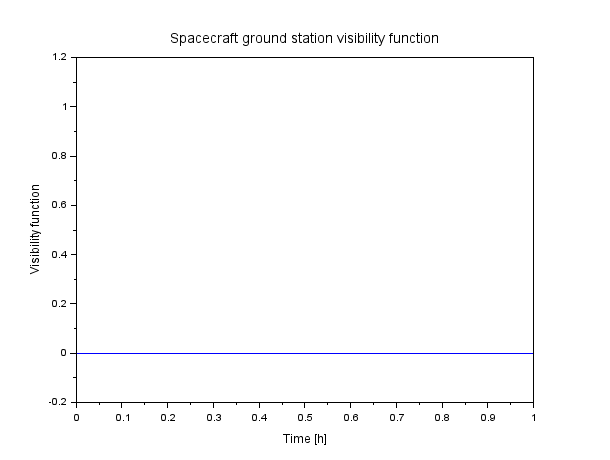 Spacecraft ground station visibility function
1.2
1
0.8
0.6
0.4
0.2
0
-0.2
Visibility function
0 0.1 0.2 0.3 0.4 0.5 0.6 0.7 0.8 0.9 1
Time [h]